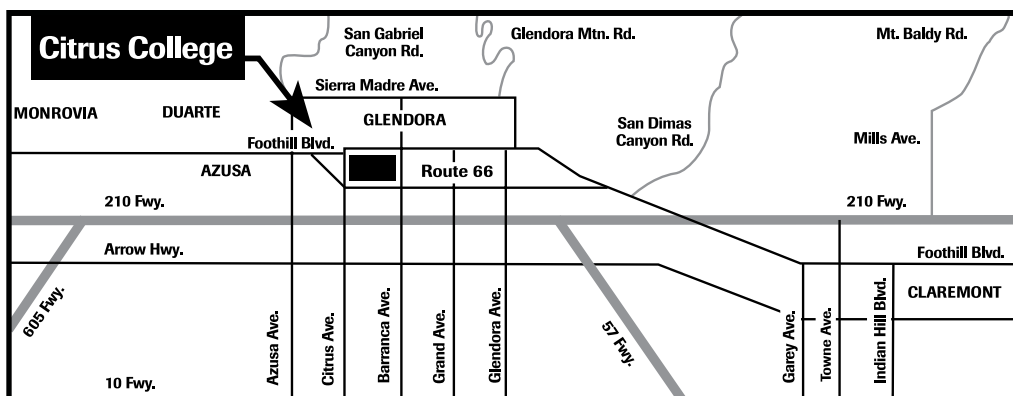 Citrus College
San Gabriel
Canyon Rd.
Glendora Mtn. Rd.
Mt. Baldy Rd.
Sierra Madre Ave.
MONROVIA
DUARTE
GLENDORA
San Dimas
Canyon Rd.
Mills Ave.
Foothill Blvd.
AZUSA
Route 66
210 Fwy.
210 Fwy.
Arrow Hwy.
Foothill Blvd.
605 Fwy.
CLAREMONT
Azusa Ave.
Citrus Ave.
Barranca Ave.
Grand Ave.
Glendora Ave.
57 Fwy.
Garey Ave.
Towne Ave.
Indian Hill Blvd.
10 Fwy.